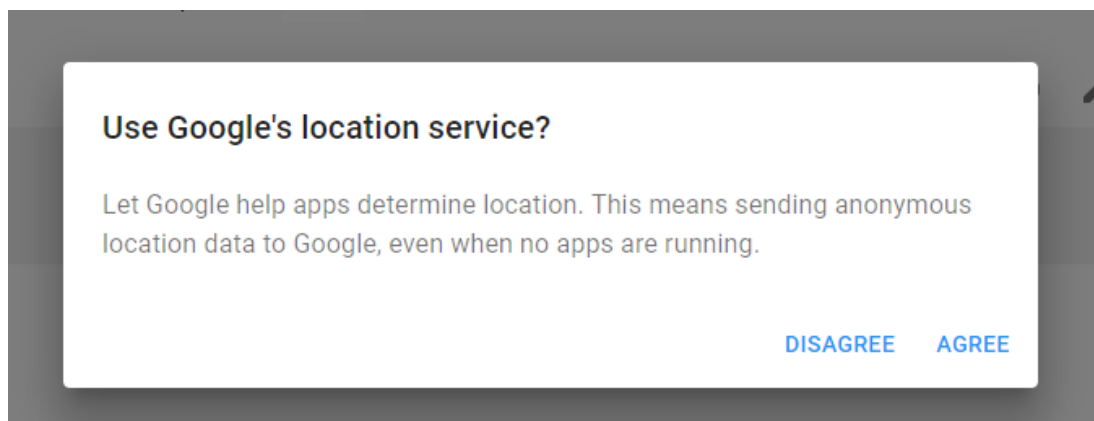 Use Google's location service?
Let Google help apps determine location. This means sending anonymous
location data to Google, even when no apps are running.
DISAGREE AGREE